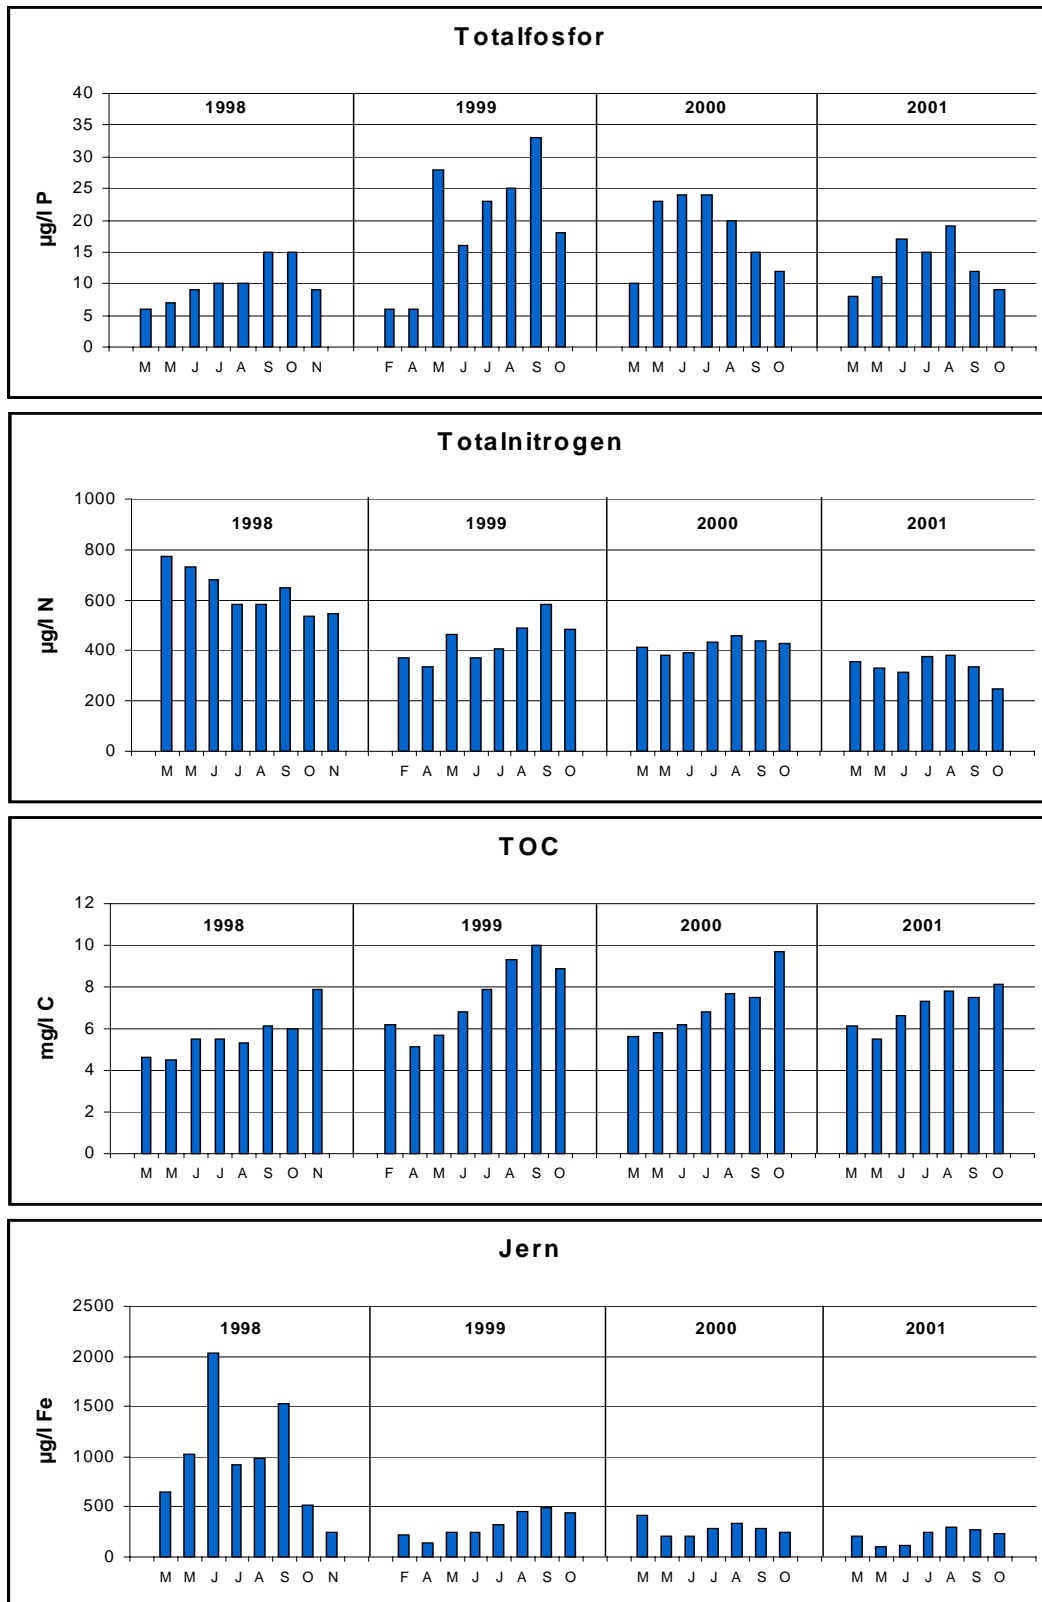 Totalfosfor
40
35
30
25
20
15
10
5
0
µg/l P
1998 1999 2000 2001
M M J J A S O N F A M J J A S O M M J J A S O M M J J A S O
Totalnitrogen
1000
800
600
400
200
0
µg/l N
1998 1999 2000 2001
M M J J A S O N F A M J J A S O M M J J A S O M M J J A S O
TOC
12
10
8
6
4
2
0
mg/l C
1998 1999 2000 2001
M M J J A S O N F A M J J A S O M M J J A S O M M J J A S O
Jern
2500
2000
1500
1000
500
0
µg/l Fe
1998 1999 2000 2001
M M J J A S O N F A M J J A S O M M J J A S O M M J J A S O